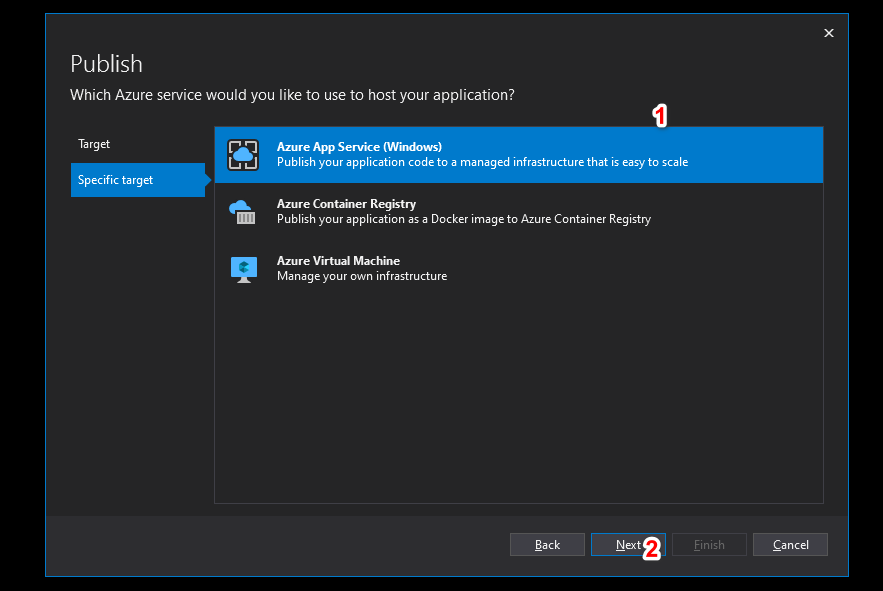 ×
Publish
Which Azure service would you like to use to host your application?
1
Target
Specific target
Azure App Service (Windows)
Publish your application code to a managed infrastructure that is easy to scale
Azure Container Registry
Publish your application as a Docker image to Azure Container Registry
Azure Virtual Machine
Manage your own infrastructure
Back
Next
2
Finish
Cancel